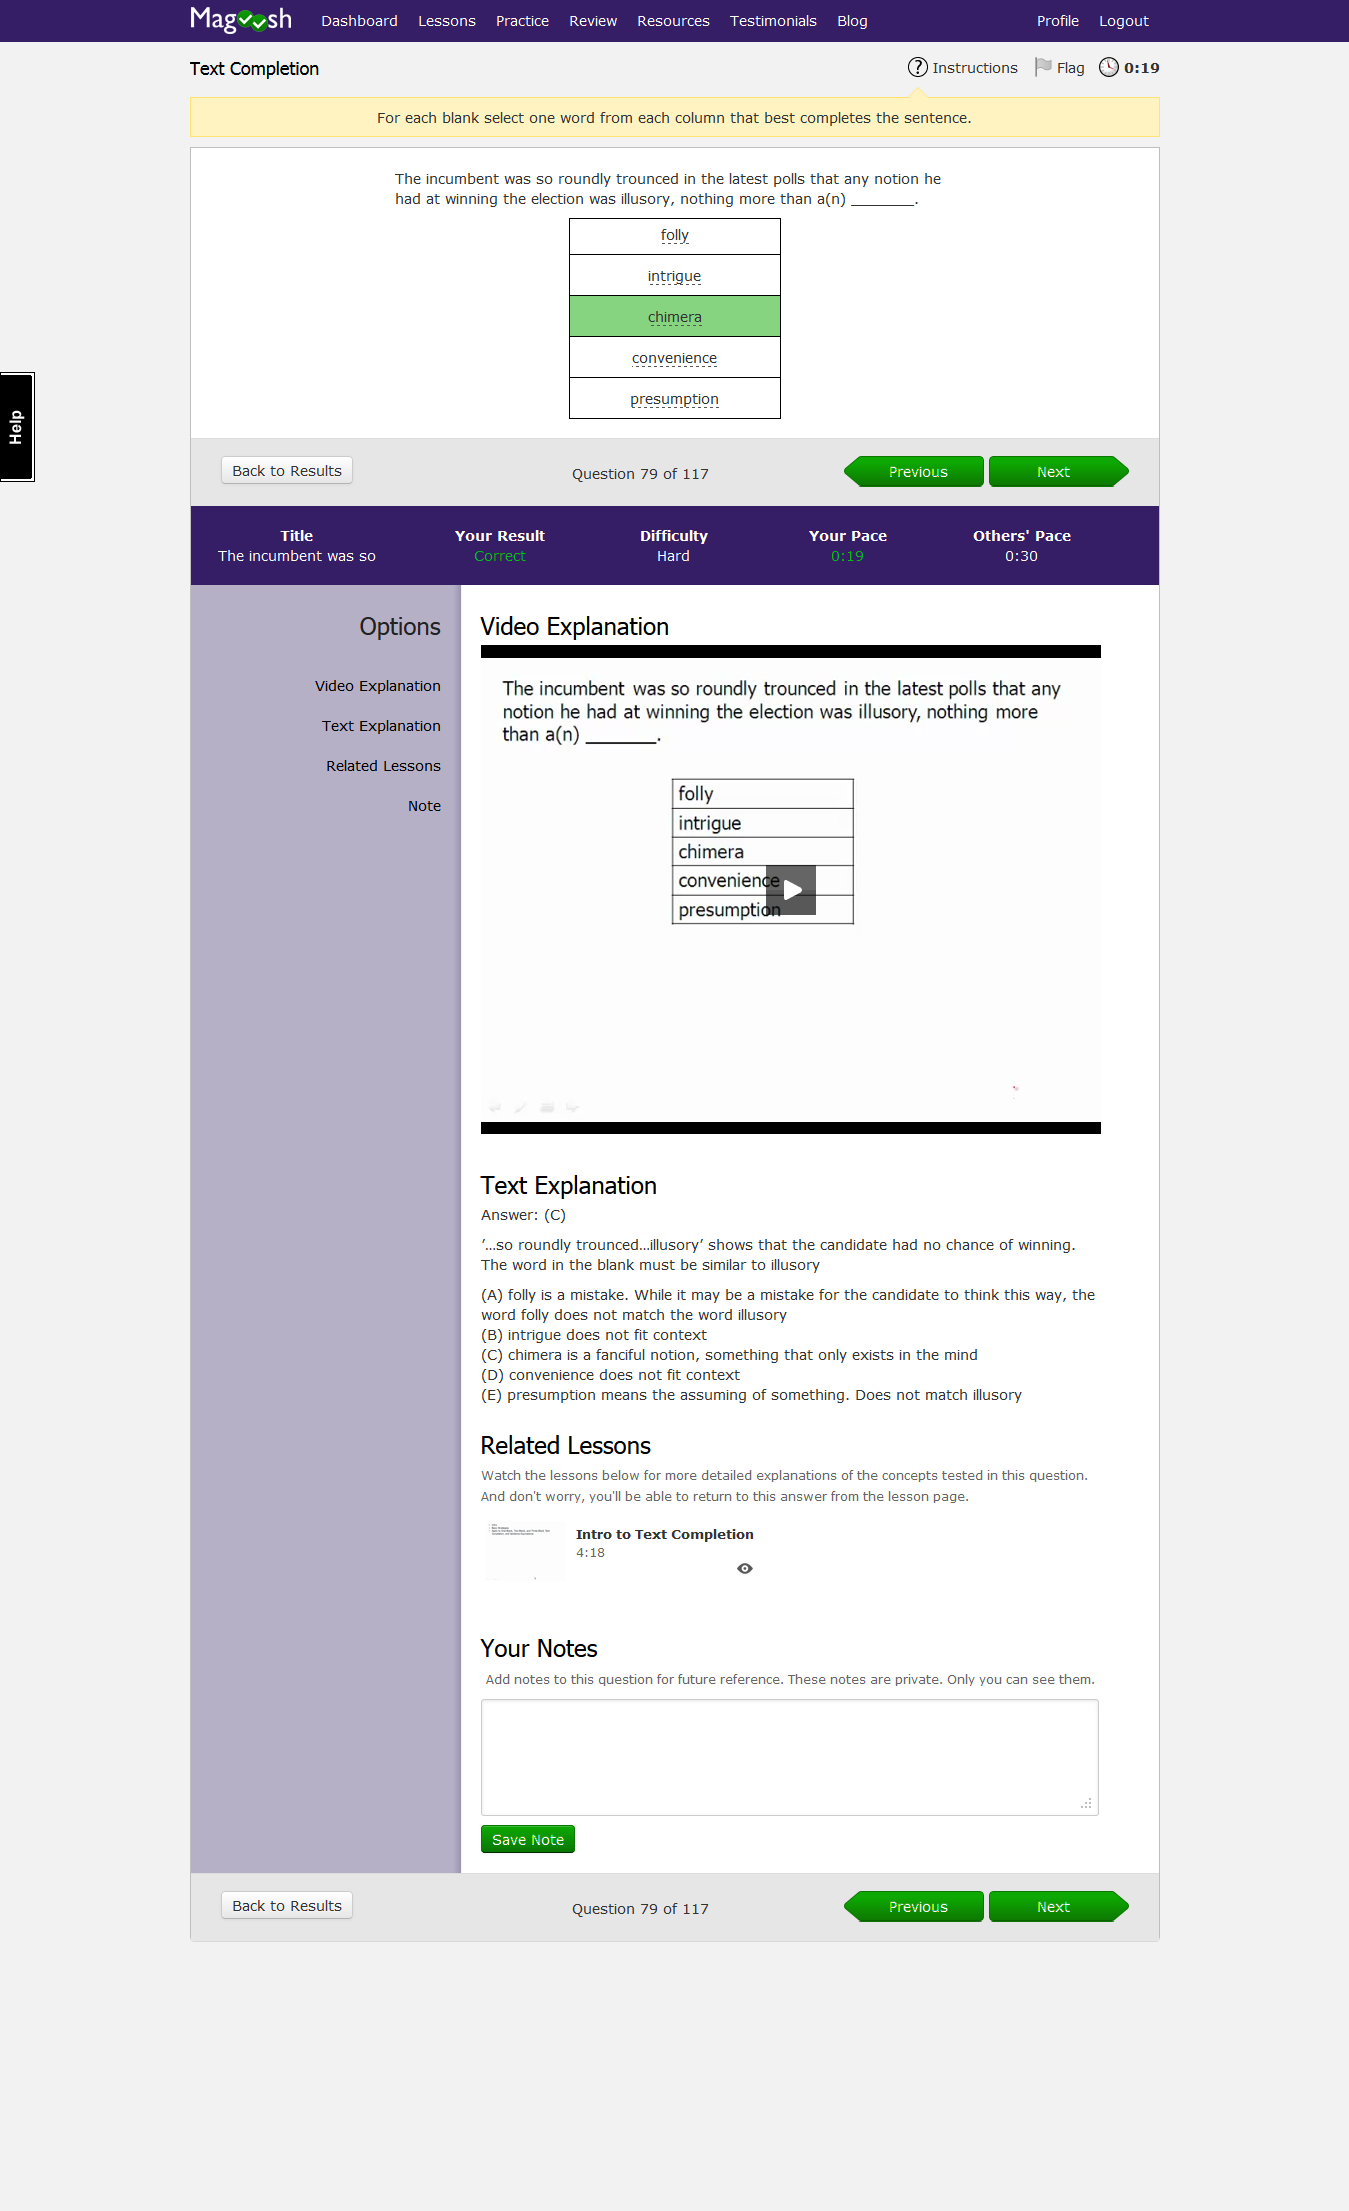 Magoosh
Dashboard Lessons Practice Review Resources Testimonials Blog Profile Logout
Text Completion
? Instructions Flag 0:19
For each blank select one word from each column that best completes the sentence.
The incumbent was so roundly trounced in the latest polls that any notion he
had at winning the election was illusory, nothing more than a(n) ________.
folly
intrigue
chimera
convenience
presumption
Help
Back to Results Question 79 of 117 Previous Next
Title Your Result Difficulty Your Pace Others' Pace
The incumbent was so Correct Hard 0:19 0:30
Options
Video Explanation
Text Explanation
Related Lessons
Note
Video Explanation
The incumbent was so roundly trounced in the latest polls that any
notion he had at winning the election was illusory, nothing more
than a(n) _______.
folly
intrigue
chimera
convenience
presumption
Text Explanation
Answer: (C)
’...so roundly trounced...illusory’ shows that the candidate had no chance of winning.
The word in the blank must be similar to illusory
(A) folly is a mistake. While it may be a mistake for the candidate to think this way, the
word folly does not match the word illusory
(B) intrigue does not fit context
(C) chimera is a fanciful notion, something that only exists in the mind
(D) convenience does not fit context
(E) presumption means the assuming of something. Does not match illusory
Related Lessons
Watch the lessons below for more detailed explanations of the concepts tested in this question.
And don't worry, you'll be able to return to this answer from the lesson page.
Intro to Text Completion
4:18
Your Notes
Add notes to this question for future reference. These notes are private. Only you can see them.
Save Note
Back to Results Question 79 of 117 Previous Next